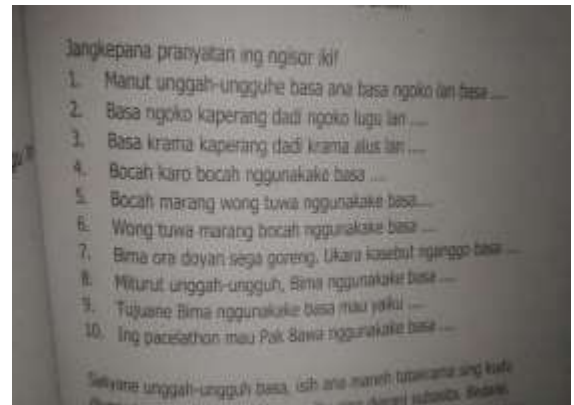 Jangkepana pranyatan ing ngisor iki!
1. Manut unggah-ungguhe basa ana basa ngoko lan basa ....
2. Basa ngoko kaperang dadi ngoko lugu lan ....
3. Basa krama kaperang dadi krama alus lan ....
4. Bocah karo bocah nggunakake basa ....
5. Bocah marang wong tuwa nggunakake basa ....
6. Wong tuwa marang bocah nggunakake basa ....
7. Bima ora doyan sega goreng. Ukara kasebut nganggo basa ....
8. Miturut unggah-ungguh, Bima nggunakake basa ....
9. Tujuane Bima nggunakake basa mau yaiku ....
10. Ing pacelathon mau Pak Bawa nggunakake basa ....
unggah-ungguh basa, isih ana maneh tatakrama sing kudu